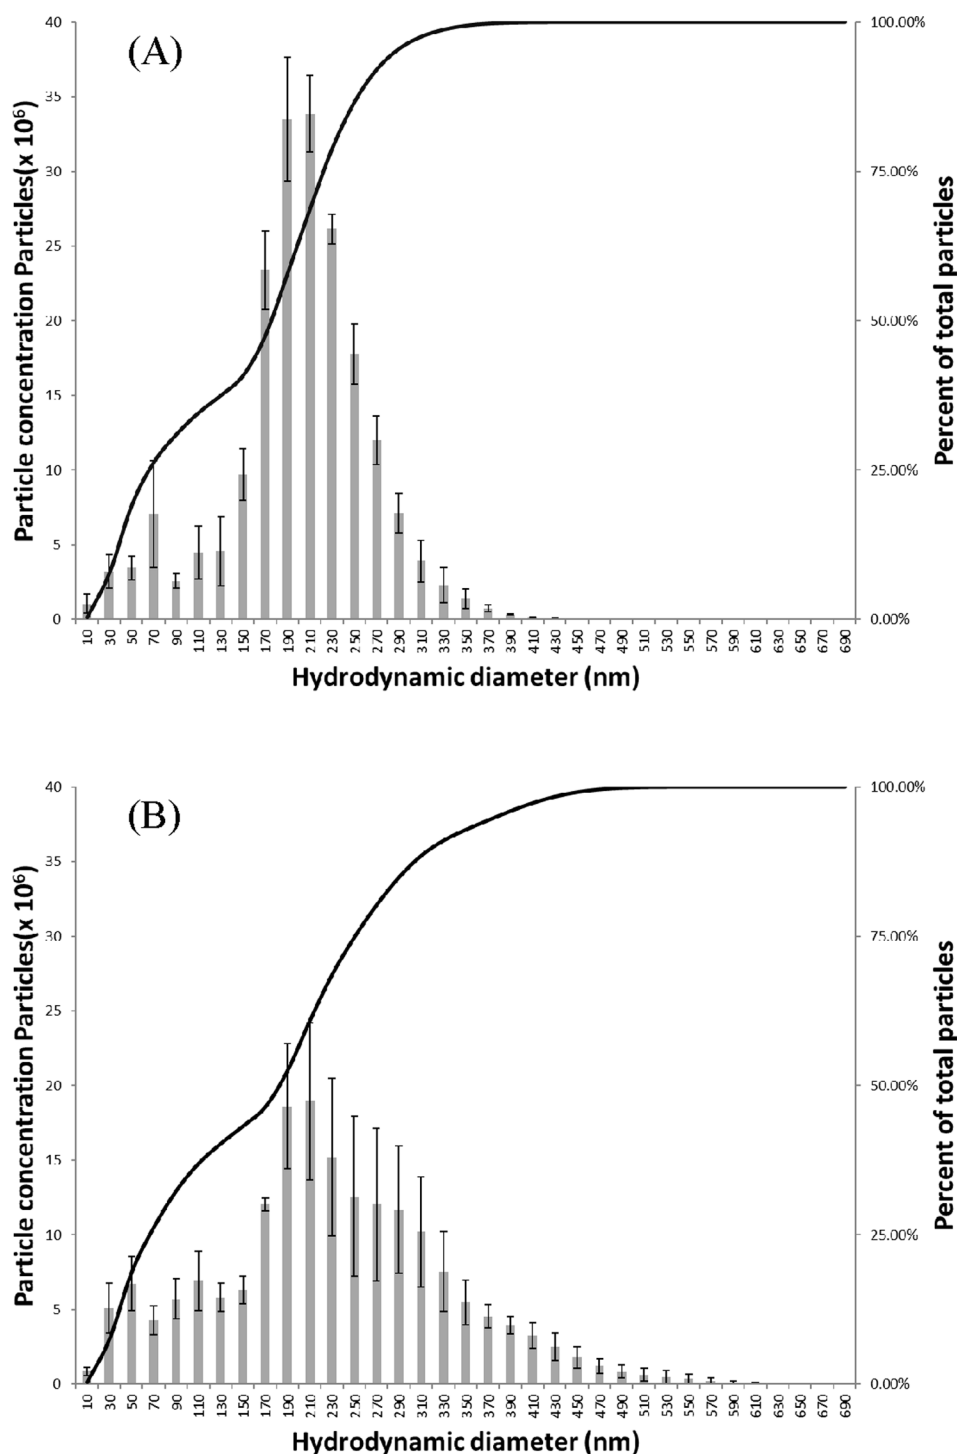 (A)
Particle concentration Particles(x 10⁶)
40
35
30
25
20
15
10
5
0
100.00%
75.00%
50.00%
25.00%
0.00%
Percent of total particles
10 30 50 70 90 110 130 150 170 190 210 230 250 270 290 310 330 350 370 390 410 430 450 470 490 510 530 550 570 590 610 630 650 670 690
Hydrodynamic diameter (nm)
(B)
Particle concentration Particles(x 10⁶)
40
35
30
25
20
15
10
5
0
100.00%
75.00%
50.00%
25.00%
0.00%
Percent of total particles
10 30 50 70 90 110 130 150 170 190 210 230 250 270 290 310 330 350 370 390 410 430 450 470 490 510 530 550 570 590 610 630 650 670 690
Hydrodynamic diameter (nm)